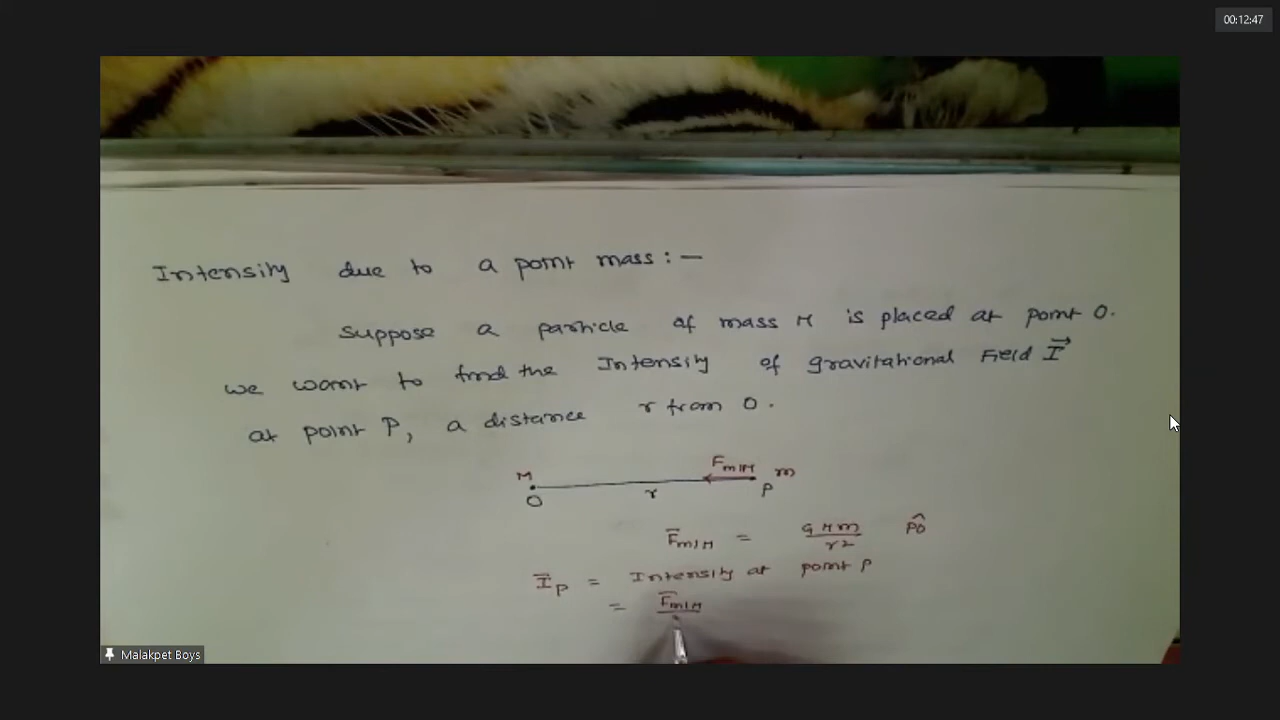 00:12:47
Intensity due to a point mass :-
Suppose a particle of mass M is placed at point O.
we want to find the Intensity of gravitational Field I⃗
at point P, a distance r from O.
F m/M
M m
O r P
F̅ m/M = GMm/r2 P̂O
I⃗ P = Intensity at point P
= F̅ m/M
Malakpet Boys